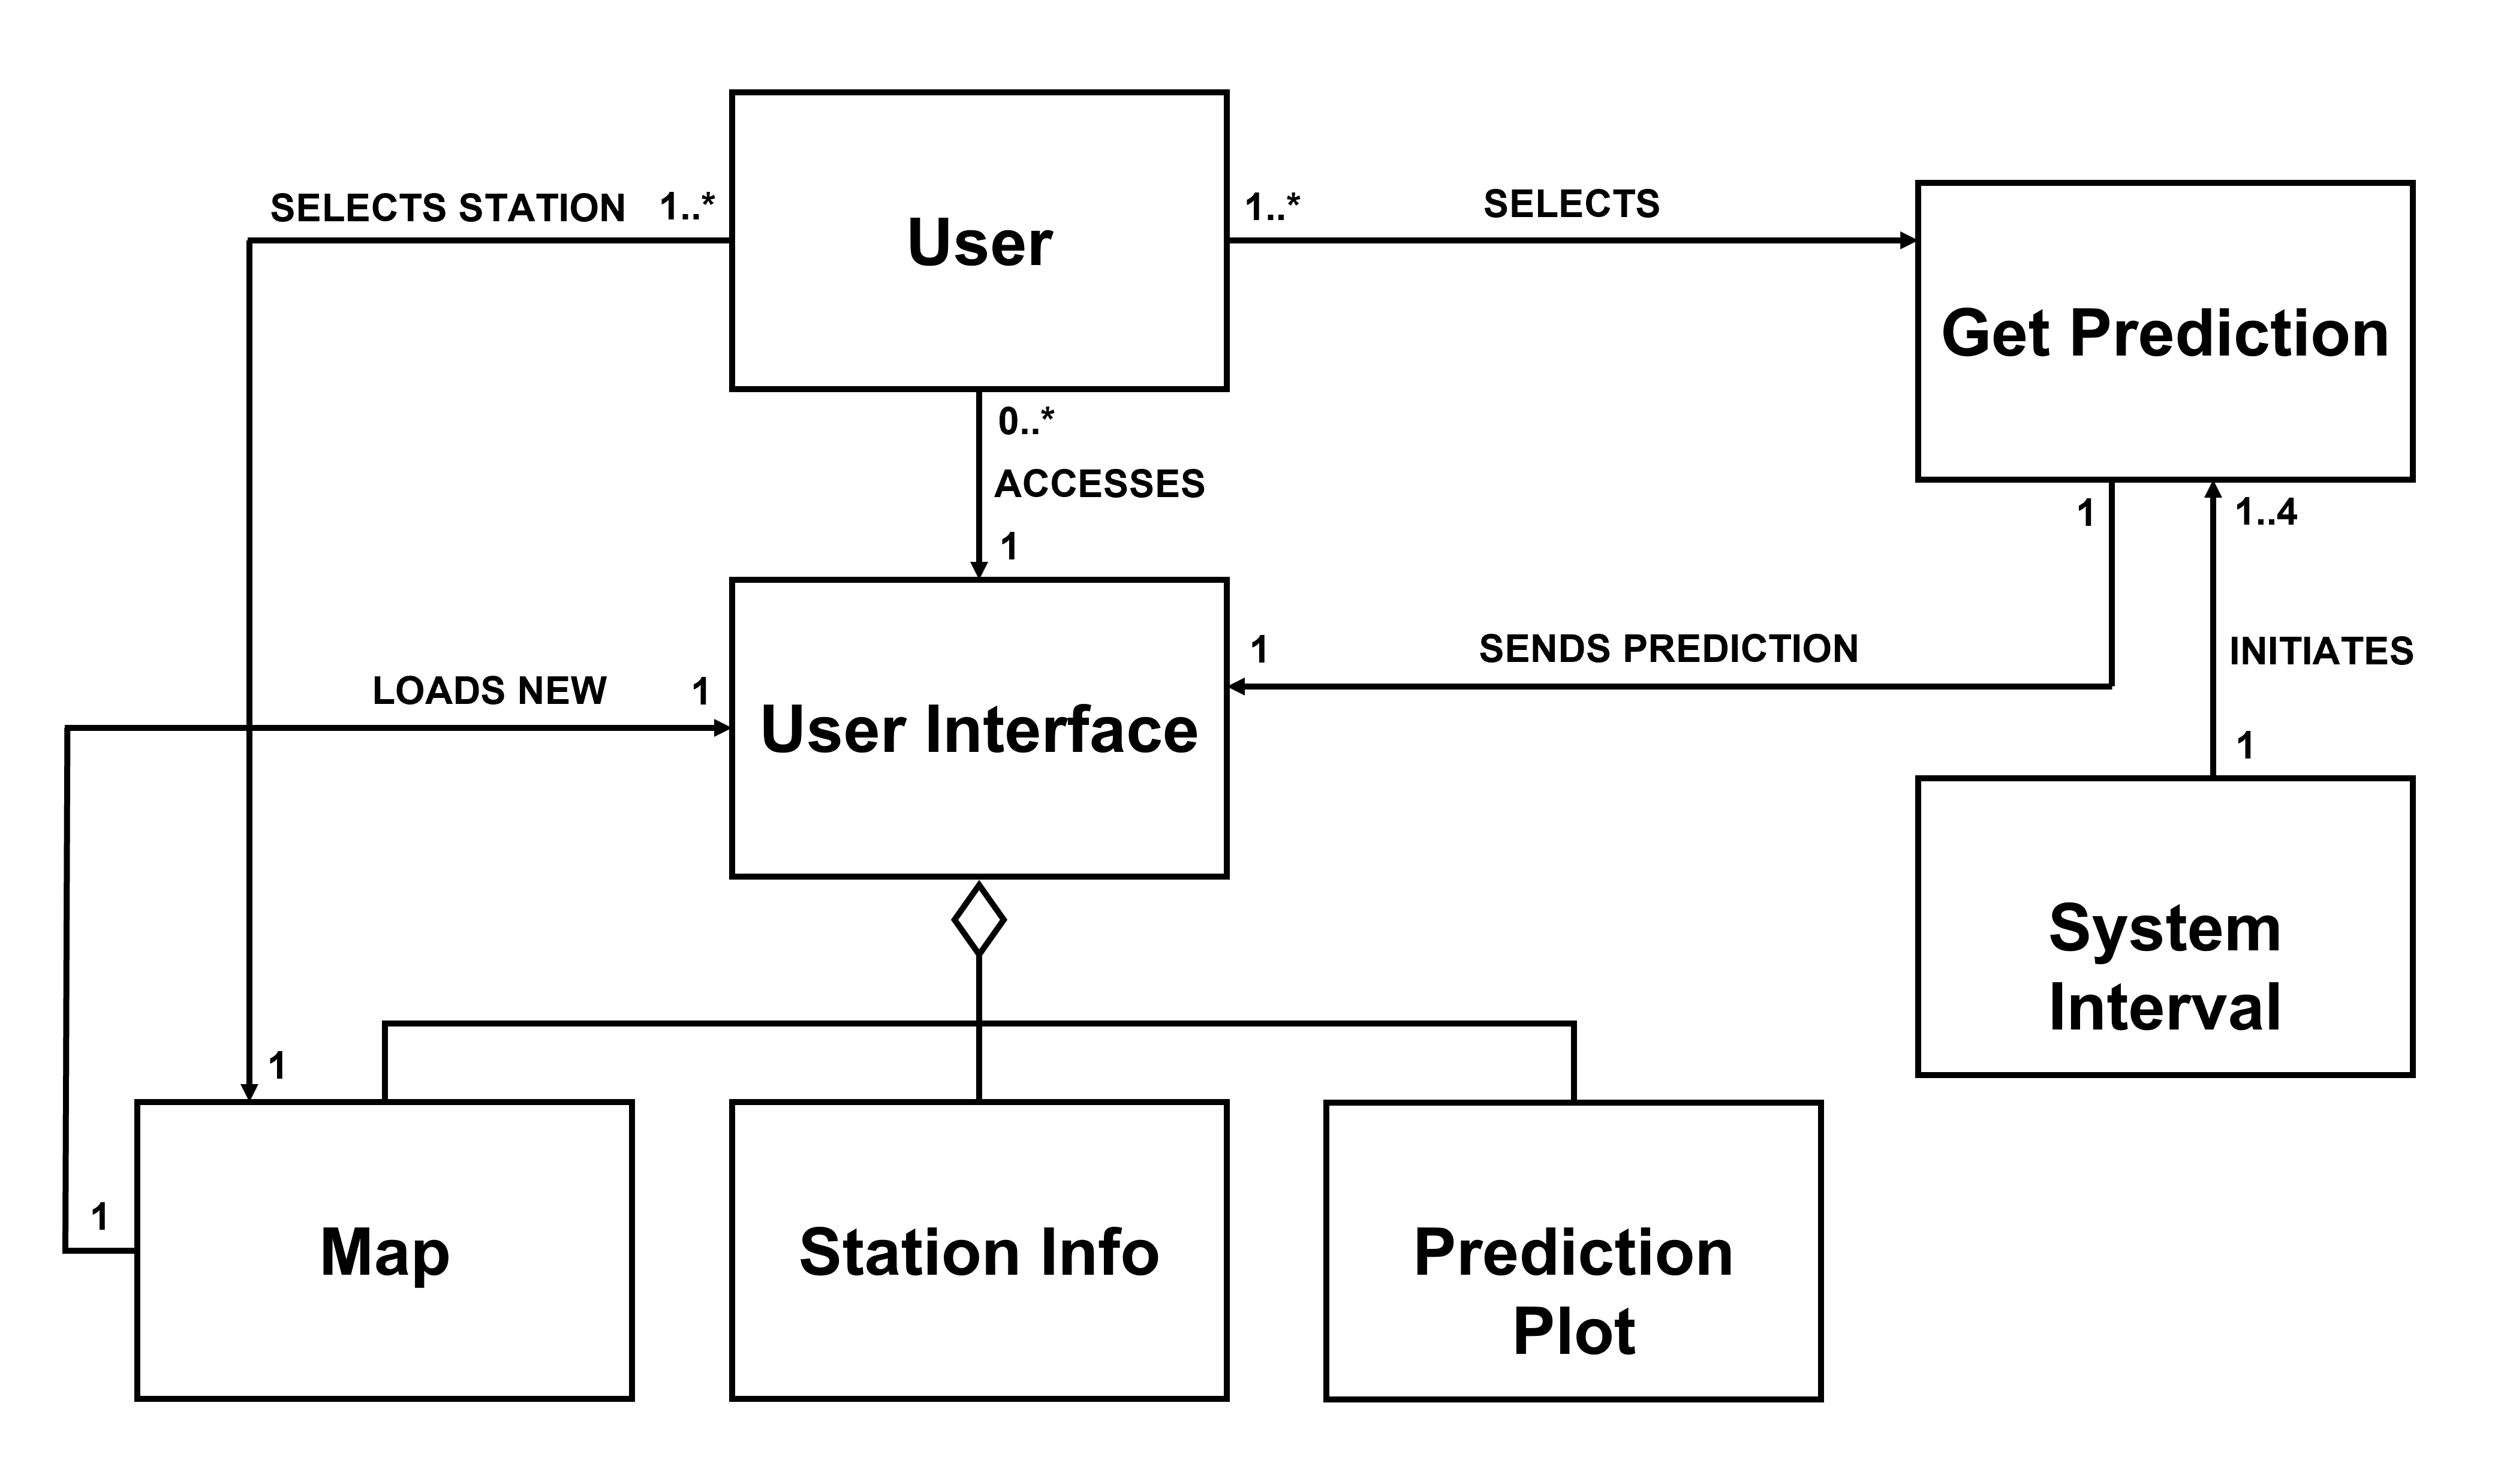 SELECTS STATION
1..*
User
1..*
SELECTS
Get Prediction
0..*
ACCESSES
1
1
1..4
LOADS NEW
1
User Interface
1
SENDS PREDICTION
INITIATES
1
System
Interval
1
1
Map
Station Info
Prediction
Plot